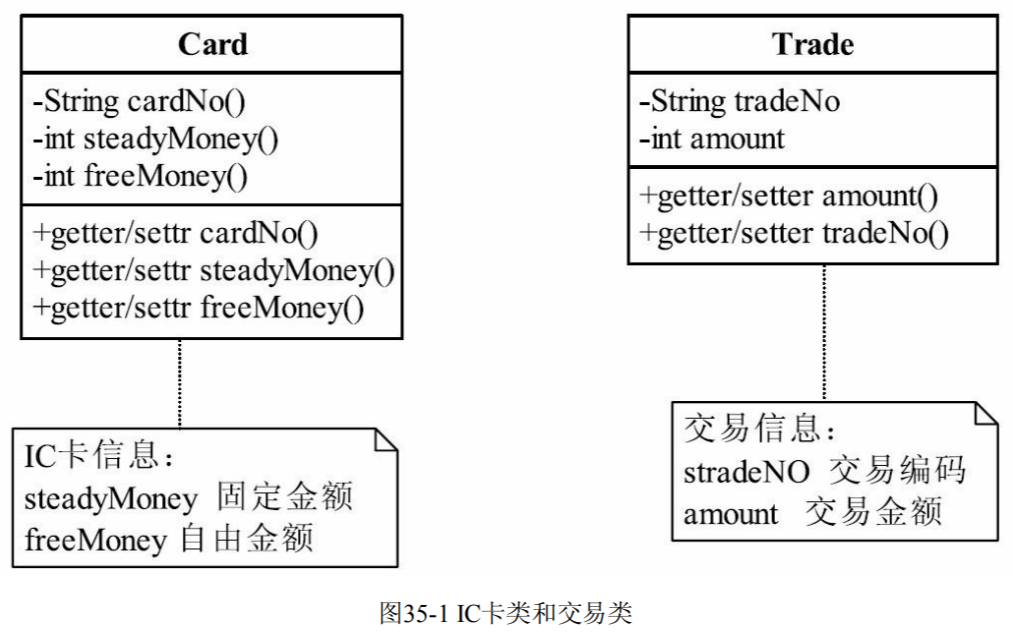 Card
-String cardNo()
-int steadyMoney()
-int freeMoney()
+getter/settr cardNo()
+getter/settr steadyMoney()
+getter/settr freeMoney()
IC卡信息：
steadyMoney 固定金额
freeMoney 自由金额
Trade
-String tradeNo
-int amount
+getter/setter amount()
+getter/setter tradeNo()
交易信息：
stradeNO 交易编码
amount 交易金额
图35-1 IC卡类和交易类